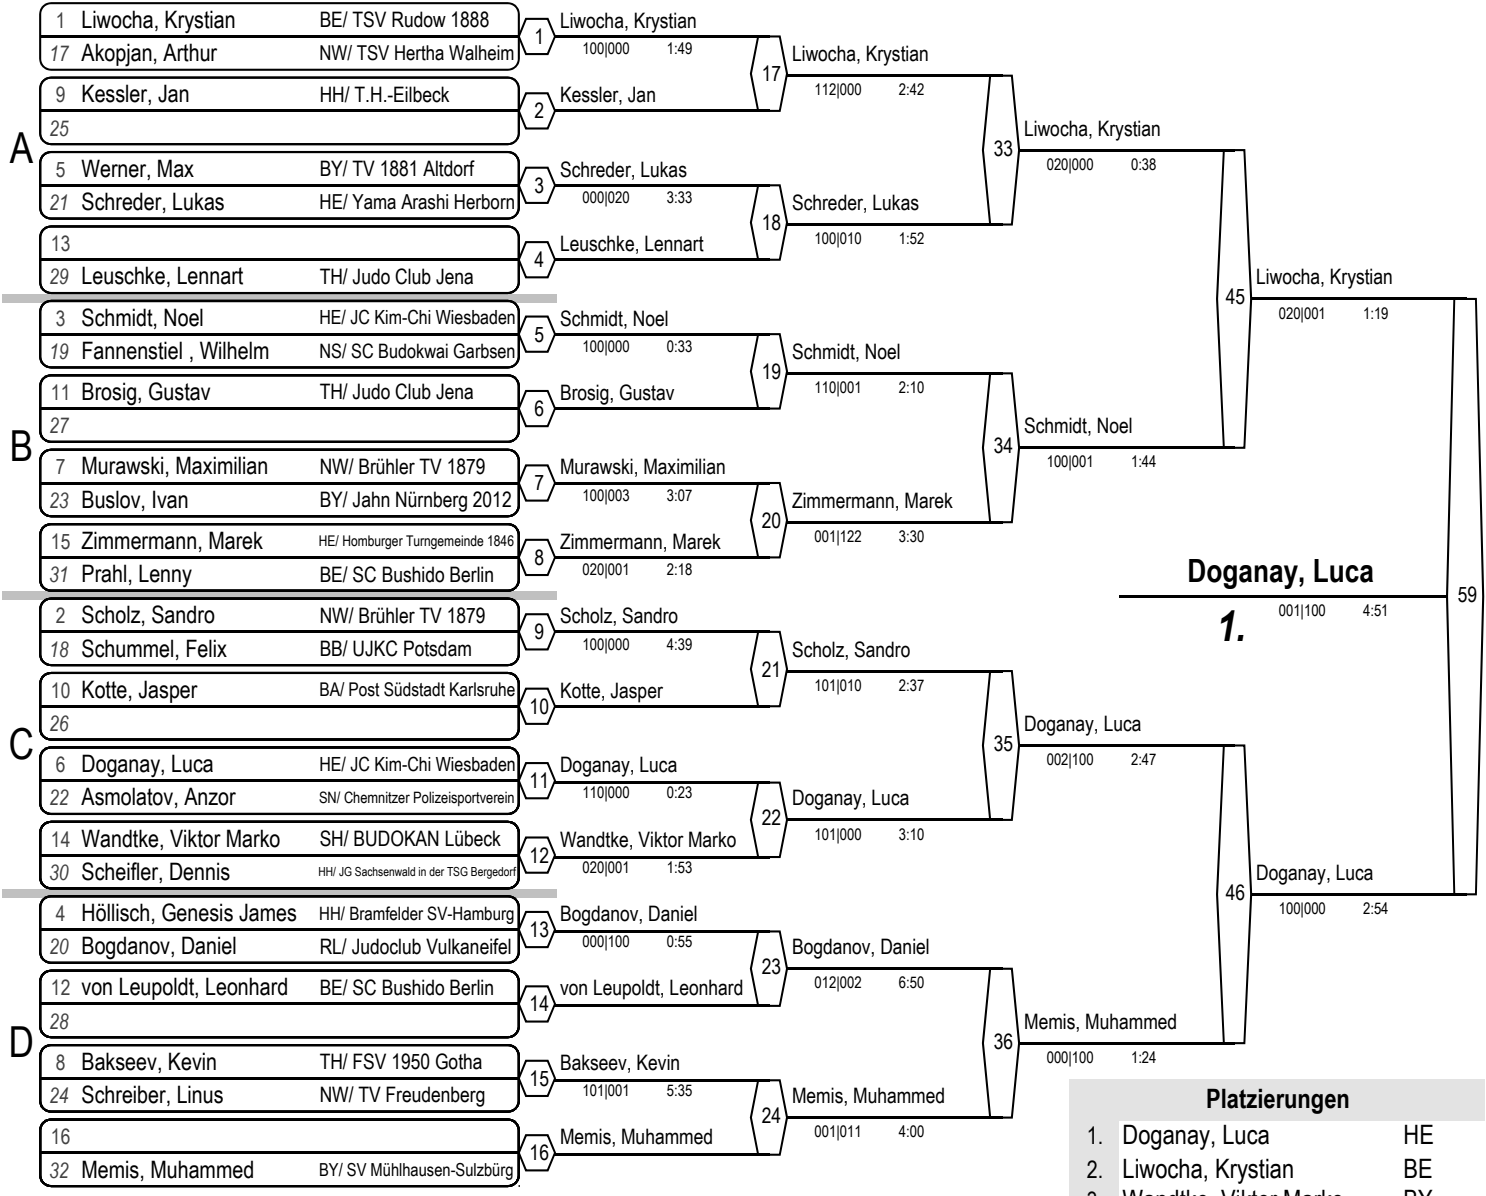 A
1 Liwocha, Krystian BE/ TSV Rudow 1888
17 Akopjan, Arthur NW/ TSV Hertha Walheim
9 Kessler, Jan HH/ T.H.-Eilbeck
25
5 Werner, Max BY/ TV 1881 Altdorf
21 Schreder, Lukas HE/ Yama Arashi Herborn
13
29 Leuschke, Lennart TH/ Judo Club Jena
B
3 Schmidt, Noel HE/ JC Kim-Chi Wiesbaden
19 Fannenstiel , Wilhelm NS/ SC Budokwai Garbsen
11 Brosig, Gustav TH/ Judo Club Jena
27
7 Murawski, Maximilian NW/ Brühler TV 1879
23 Buslov, Ivan BY/ Jahn Nürnberg 2012
15 Zimmermann, Marek HE/ Homburger Turngemeinde 1846
31 Prahl, Lenny BE/ SC Bushido Berlin
C
2 Scholz, Sandro NW/ Brühler TV 1879
18 Schummel, Felix BB/ UJKC Potsdam
10 Kotte, Jasper BA/ Post Südstadt Karlsruhe
26
6 Doganay, Luca HE/ JC Kim-Chi Wiesbaden
22 Asmolatov, Anzor SN/ Chemnitzer Polizeisportverein
14 Wandtke, Viktor Marko SH/ BUDOKAN Lübeck
30 Scheifler, Dennis HH/ JG Sachsenwald in der TSG Bergedorf
D
4 Höllisch, Genesis James HH/ Bramfelder SV-Hamburg
20 Bogdanov, Daniel RL/ Judoclub Vulkaneifel
12 von Leupoldt, Leonhard BE/ SC Bushido Berlin
28
8 Bakseev, Kevin TH/ FSV 1950 Gotha
24 Schreiber, Linus NW/ TV Freudenberg
16
32 Memis, Muhammed BY/ SV Mühlhausen-Sulzbürg
1 Liwocha, Krystian
100|000 1:49
2 Kessler, Jan
3 Schreder, Lukas
000|020 3:33
4 Leuschke, Lennart
5 Schmidt, Noel
100|000 0:33
6 Brosig, Gustav
7 Murawski, Maximilian
100|003 3:07
8 Zimmermann, Marek
020|001 2:18
9 Scholz, Sandro
100|000 4:39
10 Kotte, Jasper
11 Doganay, Luca
110|000 0:23
12 Wandtke, Viktor Marko
020|001 1:53
13 Bogdanov, Daniel
000|100 0:55
14 von Leupoldt, Leonhard
15 Bakseev, Kevin
101|001 5:35
16 Memis, Muhammed
17 Liwocha, Krystian
112|000 2:42
18 Schreder, Lukas
100|010 1:52
19 Schmidt, Noel
110|001 2:10
20 Zimmermann, Marek
001|122 3:30
21 Scholz, Sandro
101|010 2:37
22 Doganay, Luca
101|000 3:10
23 Bogdanov, Daniel
012|002 6:50
24 Memis, Muhammed
001|011 4:00
33 Liwocha, Krystian
020|000 0:38
34 Schmidt, Noel
100|001 1:44
35 Doganay, Luca
002|100 2:47
36 Memis, Muhammed
000|100 1:24
45 Liwocha, Krystian
020|001 1:19
46 Doganay, Luca
100|000 2:54
59 Doganay, Luca
1. 001|100 4:51
Platzierungen
1. Doganay, Luca HE
2. Liwocha, Krystian BE